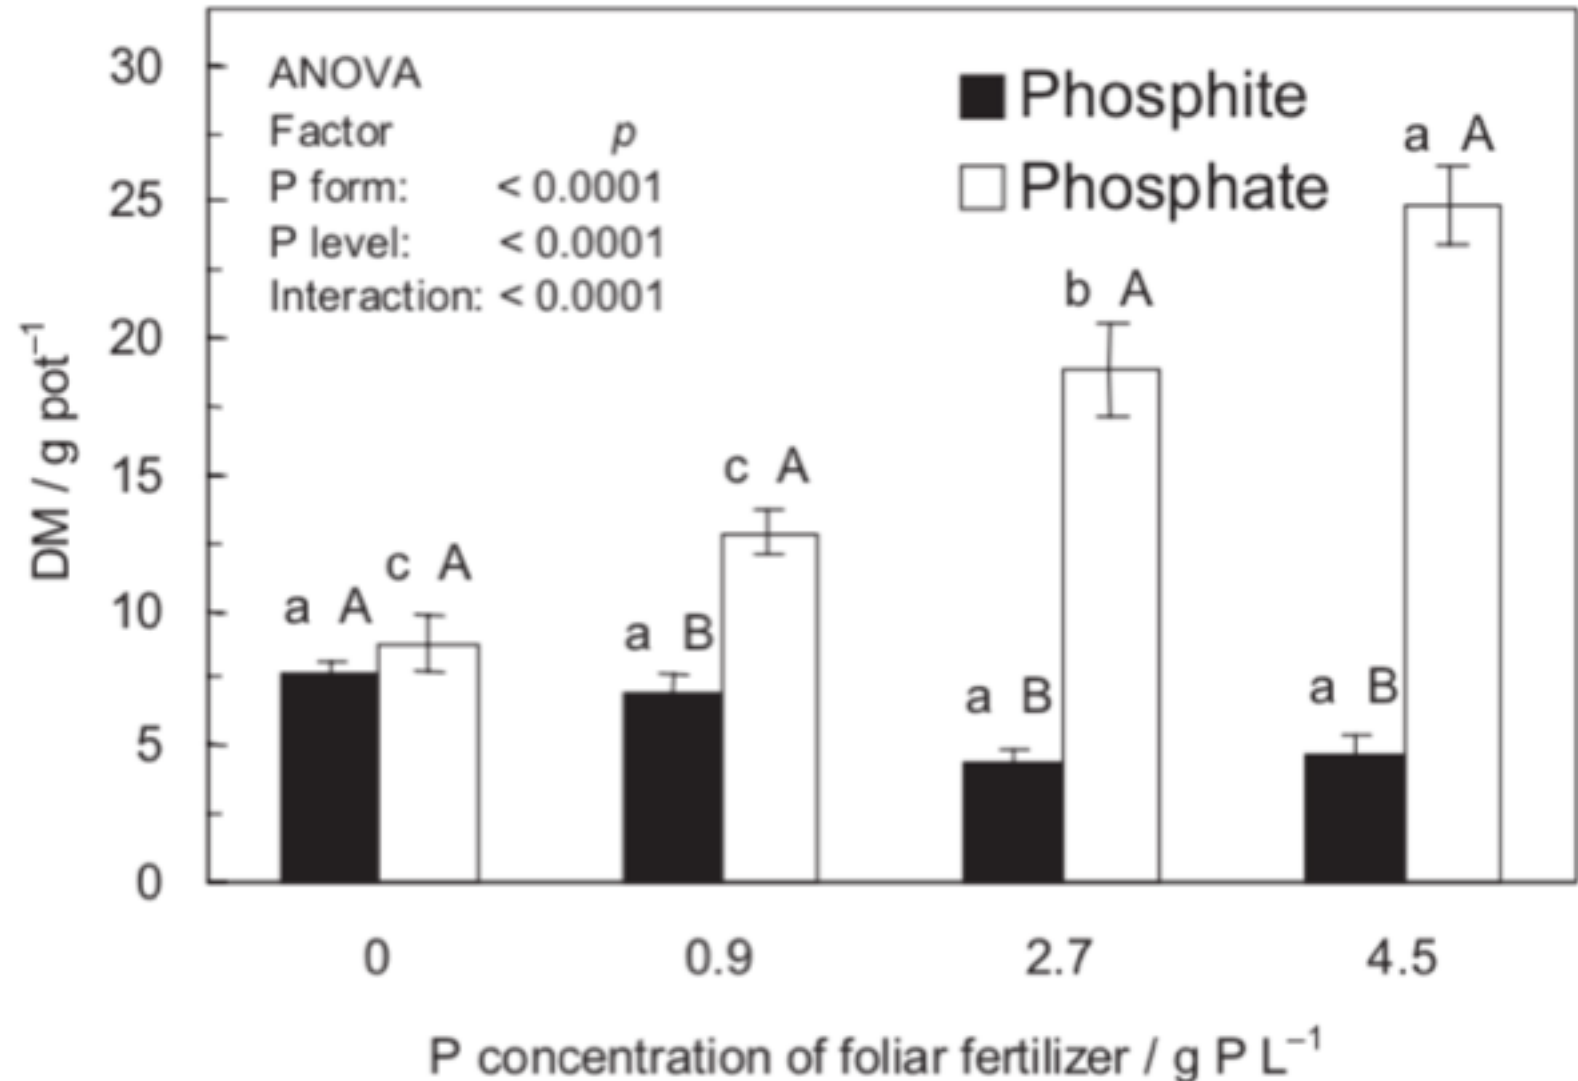 30
25
20
15
10
5
0
DM / g pot⁻¹
ANOVA
Factor p
P form: < 0.0001
P level: < 0.0001
Interaction: < 0.0001
Phosphite
Phosphate
a A
c A
a B
c A
a B
b A
a B
a A
0 0.9 2.7 4.5
P concentration of foliar fertilizer / g P L⁻¹